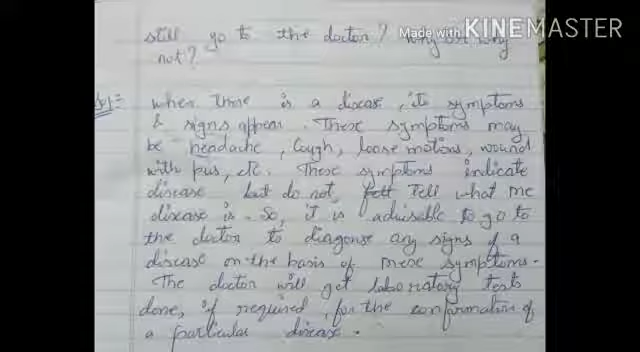 Made with KINEMASTER
still go to the doctor? Why or why
not?
when there is a disease, its symptoms
& signs appear. These symptoms may
be headache, Cough, loose motions, wound
with pus, etc. These symptoms indicate
disease but do not, Tell what the
disease is. So, it is advisable to go to
the doctor to diagonse any signs of a
disease on the basis of mere symptoms.
The doctor will get laboratory tests
done, if required, for the conformation of
a particular disease.